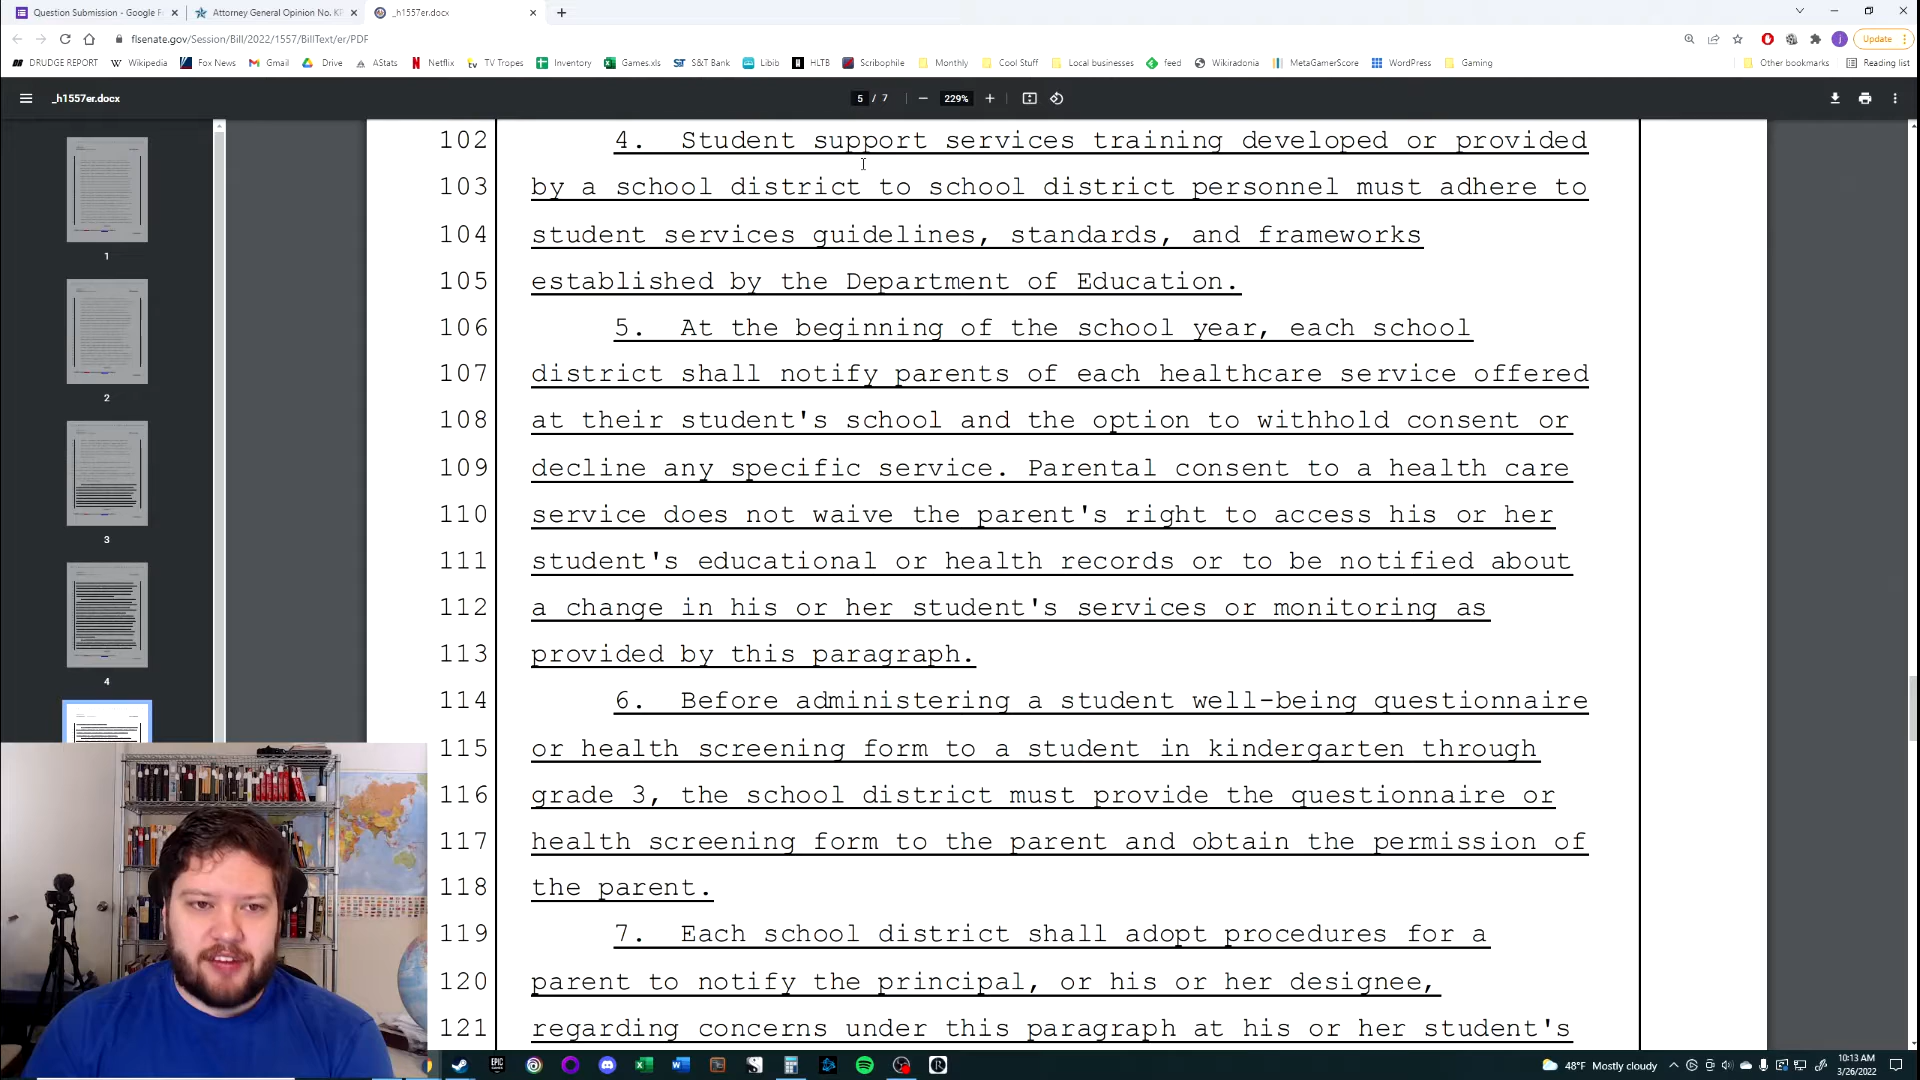 Question Submission - Google F
Attorney General Opinion No. K
_h1557er.docx
flsenate.gov/Session/Bill/2022/1557/BillText/er/PDF
Update
DRUDGE REPORT
Wikipedia
Fox News
Gmail
Drive
AStats
Netflix
TV Tropes
Inventory
Games.xls
S&T Bank
Libib
HLTB
Scribophile
Monthly
Cool Stuff
Local businesses
feed
Wikiradonia
MetaGamerScore
WordPress
Gaming
Other bookmarks
Reading list
_h1557er.docx
5 / 7
229%
1
2
3
4
102 4. Student support services training developed or provided
103 by a school district to school district personnel must adhere to
104 student services guidelines, standards, and frameworks
105 established by the Department of Education.
106 5. At the beginning of the school year, each school
107 district shall notify parents of each healthcare service offered
108 at their student's school and the option to withhold consent or
109 decline any specific service. Parental consent to a health care
110 service does not waive the parent's right to access his or her
111 student's educational or health records or to be notified about
112 a change in his or her student's services or monitoring as
113 provided by this paragraph.
114 6. Before administering a student well-being questionnaire
115 or health screening form to a student in kindergarten through
116 grade 3, the school district must provide the questionnaire or
117 health screening form to the parent and obtain the permission of
118 the parent.
119 7. Each school district shall adopt procedures for a
120 parent to notify the principal, or his or her designee,
121 regarding concerns under this paragraph at his or her student's
48°F Mostly cloudy
10:13 AM
3/26/2022